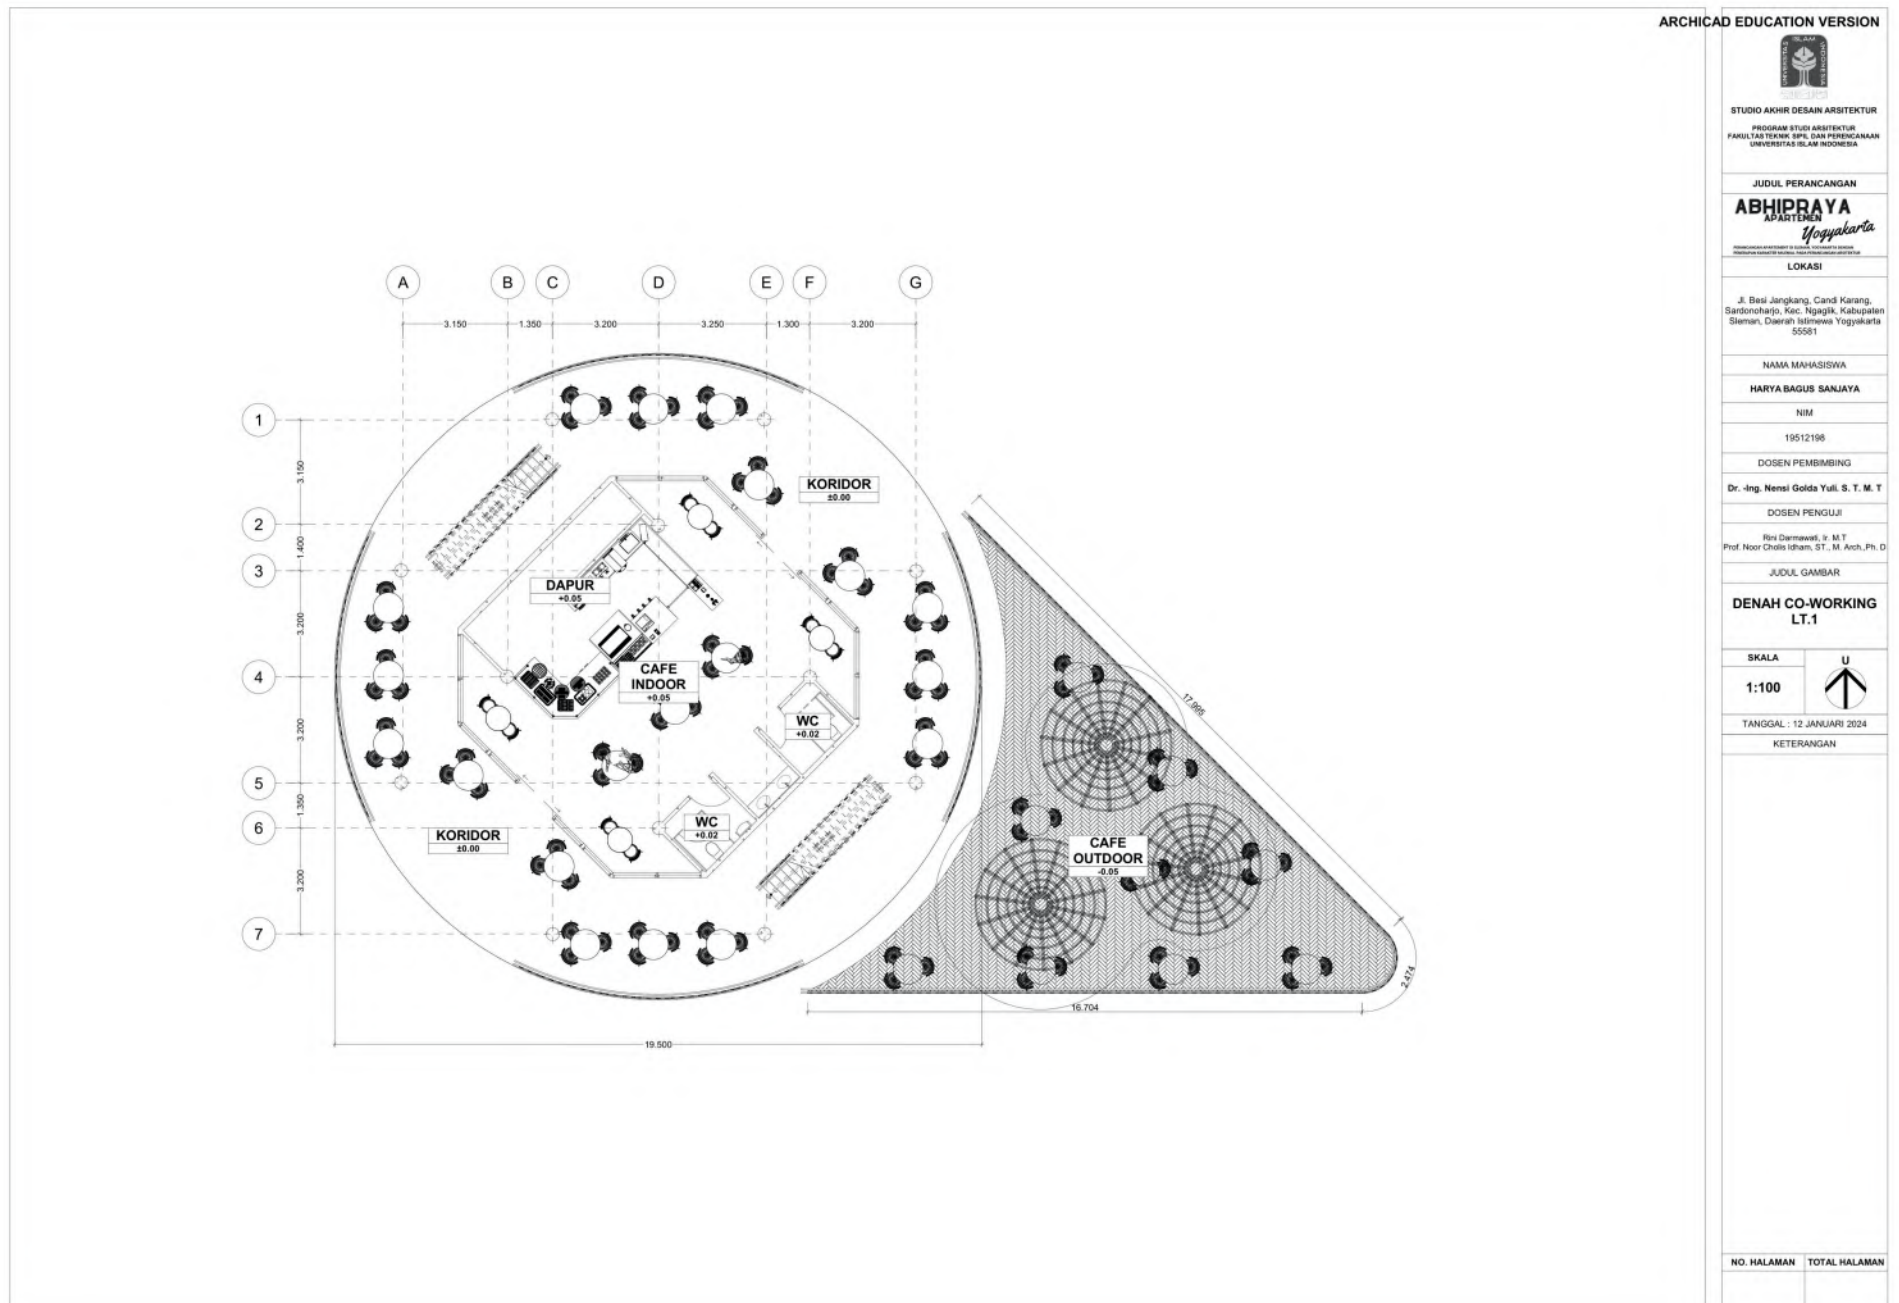 ARCHICAD EDUCATION VERSION
UNIVERSITAS
ISLAM
INDONESIA
STUDIO AKHIR DESAIN ARSITEKTUR
PROGRAM STUDI ARSITEKTUR
FAKULTAS TEKNIK SIPIL DAN PERENCANAAN
UNIVERSITAS ISLAM INDONESIA
JUDUL PERANCANGAN
ABHIPRAYA
APARTEMEN
Yogyakarta
LOKASI
Jl. Besi Jangkang, Candi Karang,
Sardonoharjo, Kec. Ngaglik, Kabupaten
Sleman, Daerah Istimewa Yogyakarta
55581
NAMA MAHASISWA
HARYA BAGUS SANJAYA
NIM
19512198
DOSEN PEMBIMBING
Dr. -Ing. Nensi Golda Yuli. S. T. M. T
DOSEN PENGUJI
Rini Darmawati, Ir. M.T
Prof. Noor Cholis Idham, ST., M. Arch.,Ph. D
JUDUL GAMBAR
DENAH CO-WORKING
LT.1
SKALA
1:100
U
TANGGAL : 12 JANUARI 2024
KETERANGAN
NO. HALAMAN TOTAL HALAMAN
A B C D E F G
3.150 1.350 3.200 3.250 1.300 3.200
1
3.150
2
1.400
3
3.200
4
3.200
5
1.350
6
3.200
7
KORIDOR
±0.00
DAPUR
+0.05
CAFE
INDOOR
+0.05
WC
+0.02
WC
+0.02
KORIDOR
±0.00
CAFE
OUTDOOR
-0.05
17.995
2.474
16.704
19.500